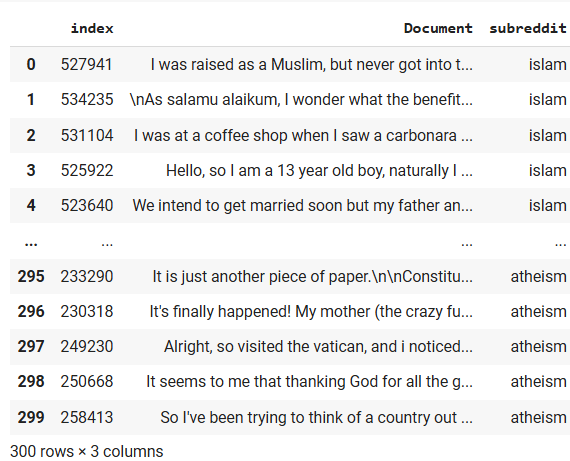 index Document subreddit
0 527941 I was raised as a Muslim, but never got into t... islam
1 534235 \nAs salamu alaikum, I wonder what the benefit... islam
2 531104 I was at a coffee shop when I saw a carbonara ... islam
3 525922 Hello, so I am a 13 year old boy, naturally I ... islam
4 523640 We intend to get married soon but my father an... islam
... ... ... ...
295 233290 It is just another piece of paper.\n\nConstitu... atheism
296 230318 It's finally happened! My mother (the crazy fu... atheism
297 249230 Alright, so visited the vatican, and i noticed... atheism
298 250668 It seems to me that thanking God for all the g... atheism
299 258413 So I've been trying to think of a country out ... atheism
300 rows × 3 columns